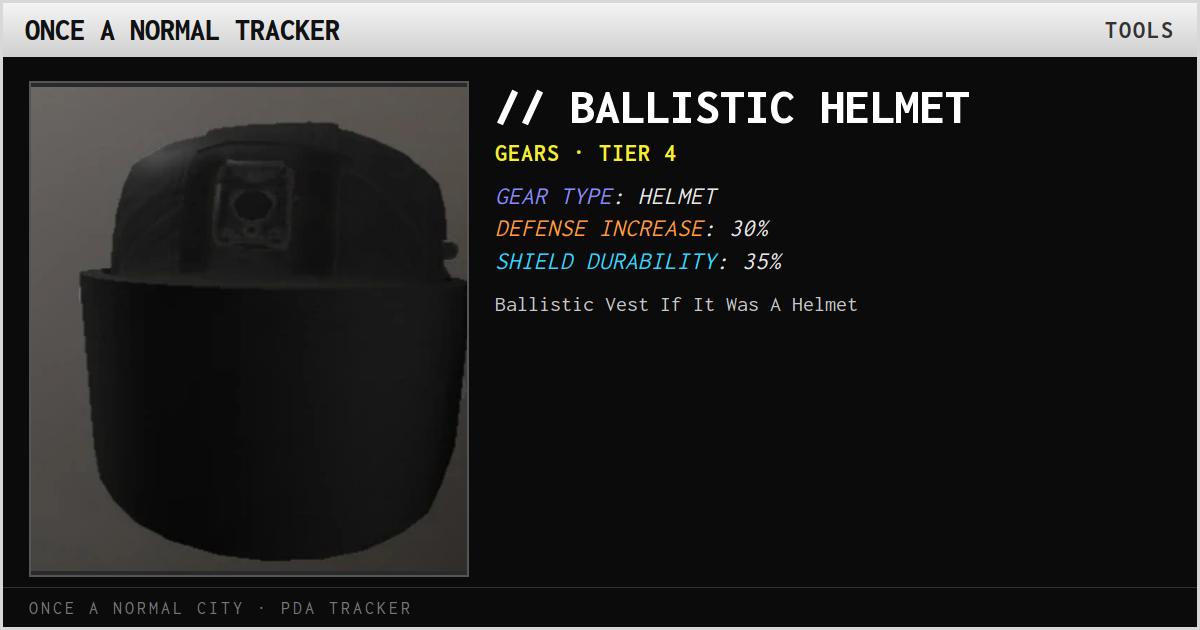 ONCE A NORMAL TRACKER
TOOLS
// BALLISTIC HELMET
GEARS · TIER 4
GEAR TYPE: HELMET
DEFENSE INCREASE: 30%
SHIELD DURABILITY: 35%
Ballistic Vest If It Was A Helmet
ONCE A NORMAL CITY · PDA TRACKER